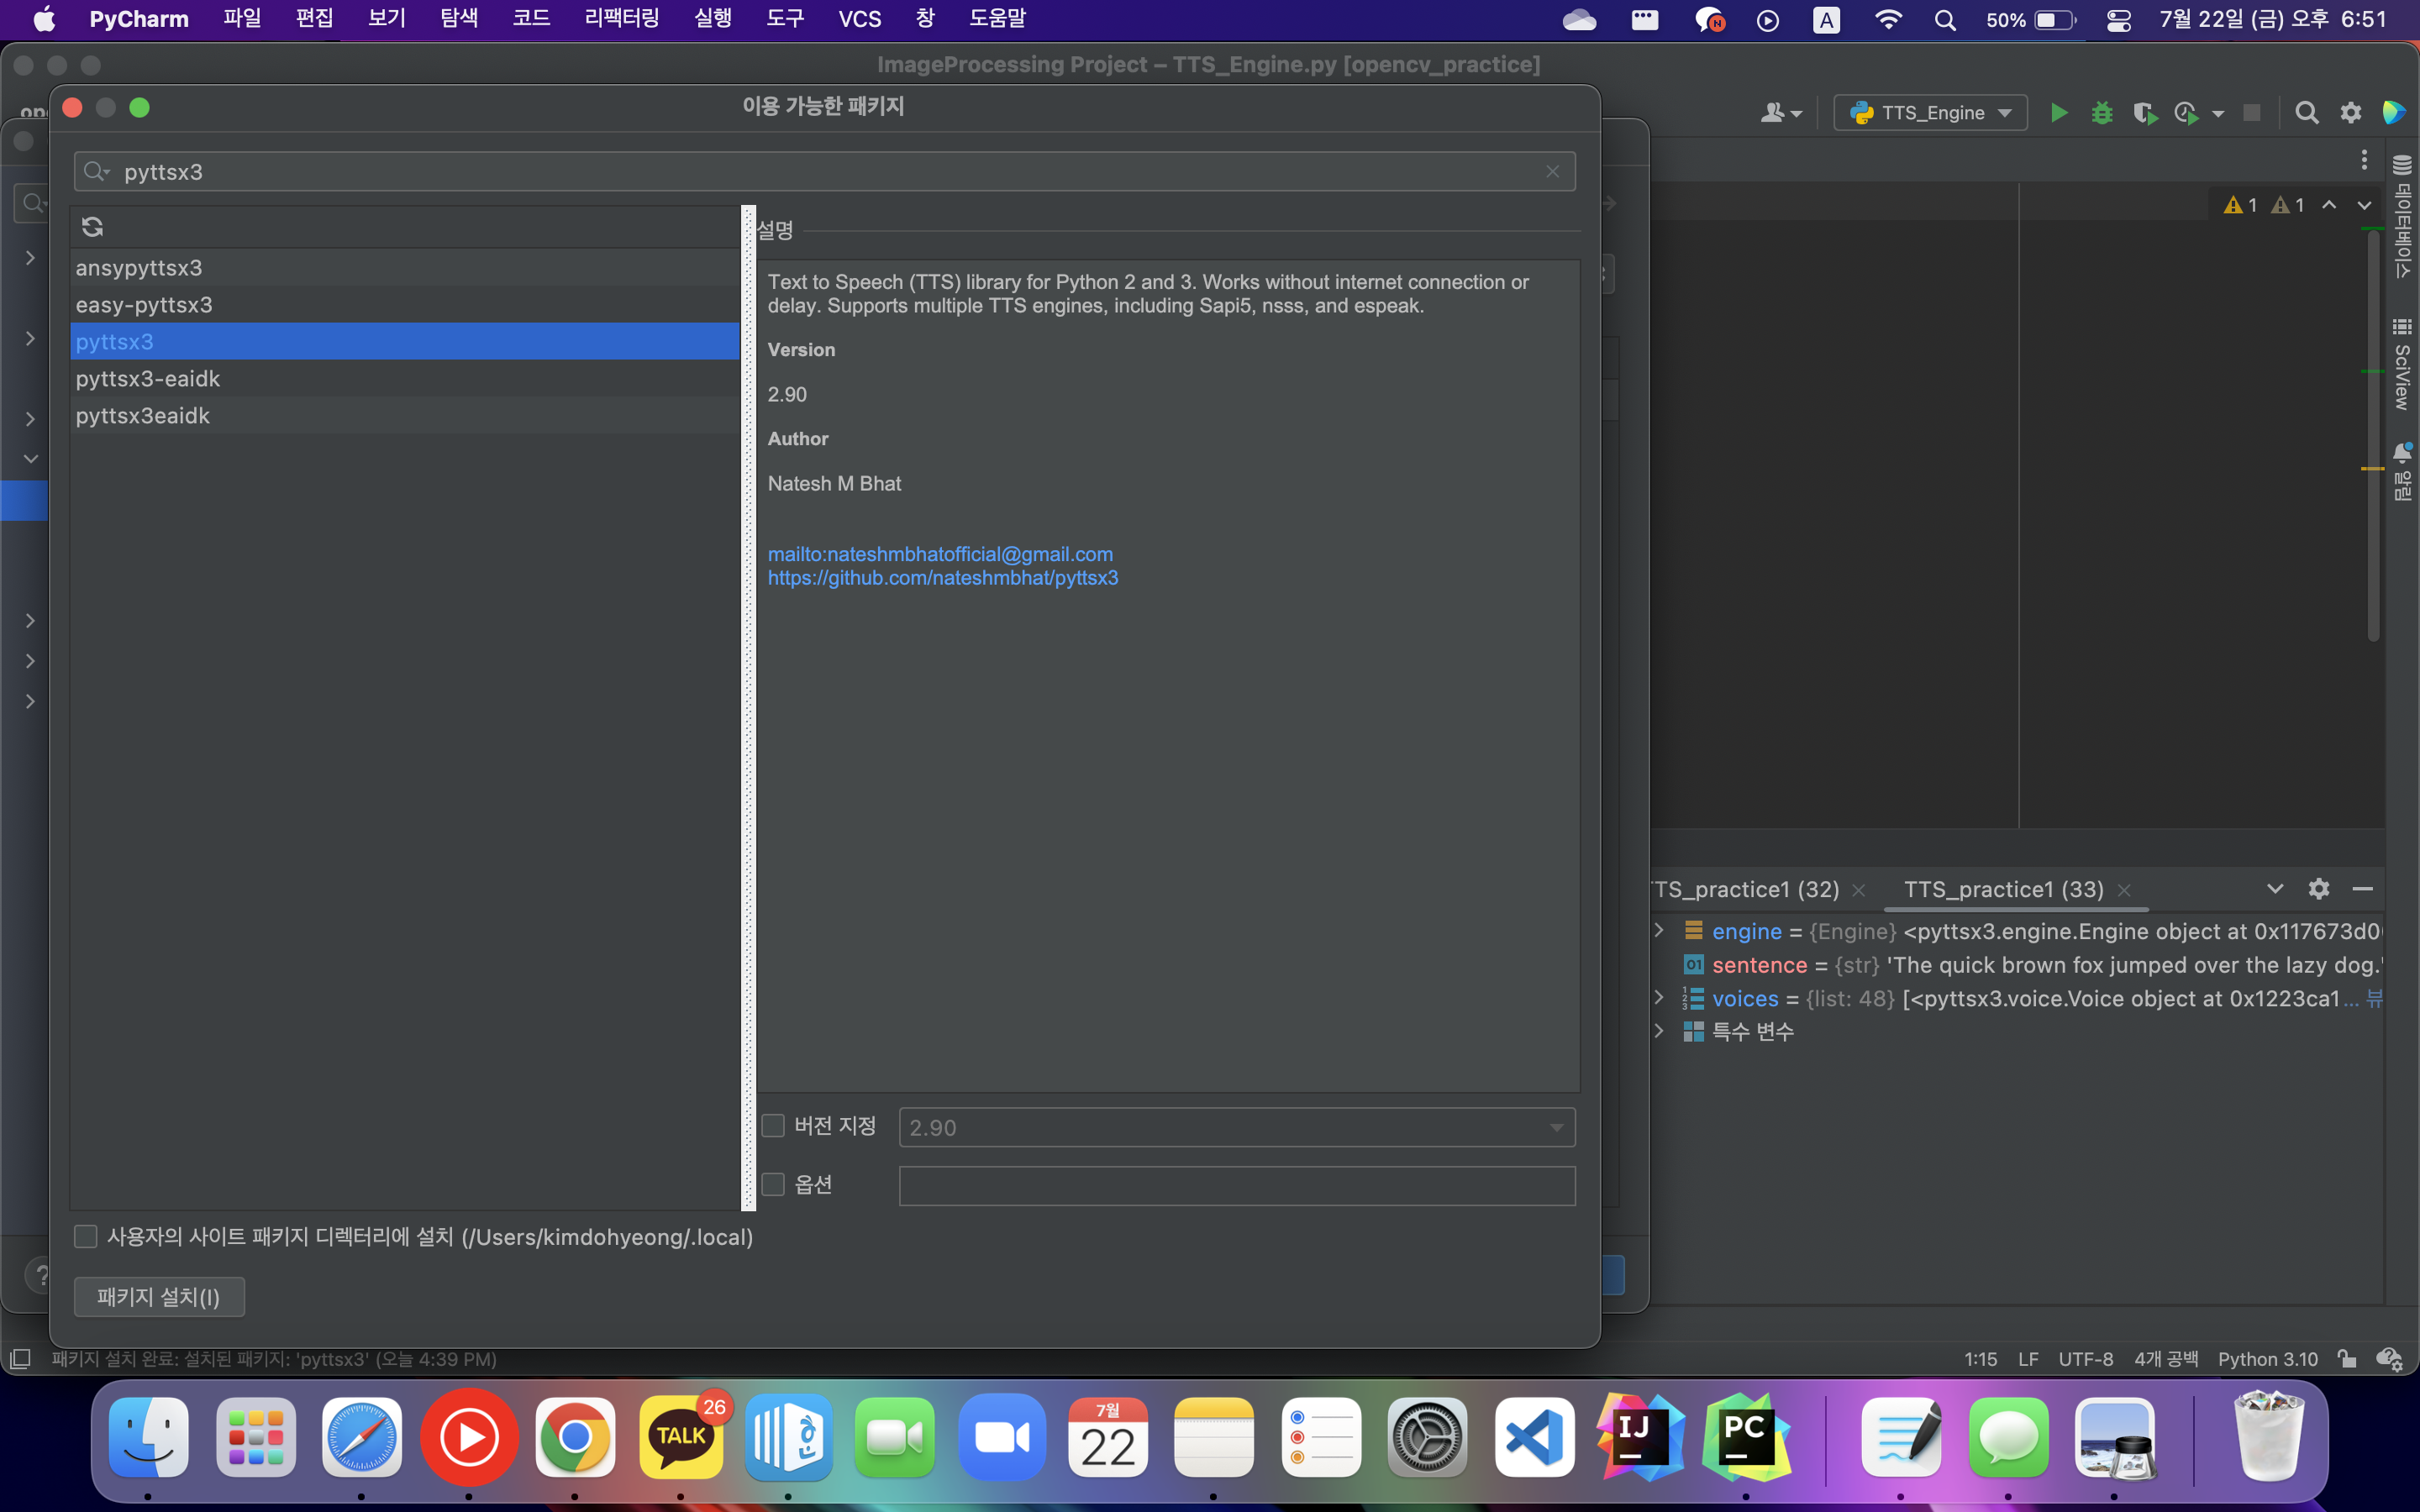 PyCharm 파일 편집 보기 탐색 코드 리팩터링 실행 도구 VCS 창 도움말 A 50% 7월 22일 (금) 오후 6:51
ImageProcessing Project – TTS_Engine.py [opencv_practice]
이용 가능한 패키지
TTS_Engine
pyttsx3
1 1
데이터베이스
SciView
알림
설명
ansypyttsx3
easy-pyttsx3
pyttsx3
pyttsx3-eaidk
pyttsx3eaidk
Text to Speech (TTS) library for Python 2 and 3. Works without internet connection or
delay. Supports multiple TTS engines, including Sapi5, nsss, and espeak.
Version
2.90
Author
Natesh M Bhat
mailto:nateshmbhatofficial@gmail.com
https://github.com/nateshmbhat/pyttsx3
TTS_practice1 (32) TTS_practice1 (33)
engine = {Engine} <pyttsx3.engine.Engine object at 0x117673d0
01 sentence = {str} 'The quick brown fox jumped over the lazy dog.'
voices = {list: 48} [<pyttsx3.voice.Voice object at 0x1223ca1... 뷰
특수 변수
버전 지정 2.90
옵션
사용자의 사이트 패키지 디렉터리에 설치 (/Users/kimdohyeong/.local)
?
패키지 설치(I)
패키지 설치 완료: 설치된 패키지: 'pyttsx3' (오늘 4:39 PM)
1:15 LF UTF-8 4개 공백 Python 3.10
TALK 26
7월
22
IJ
PC